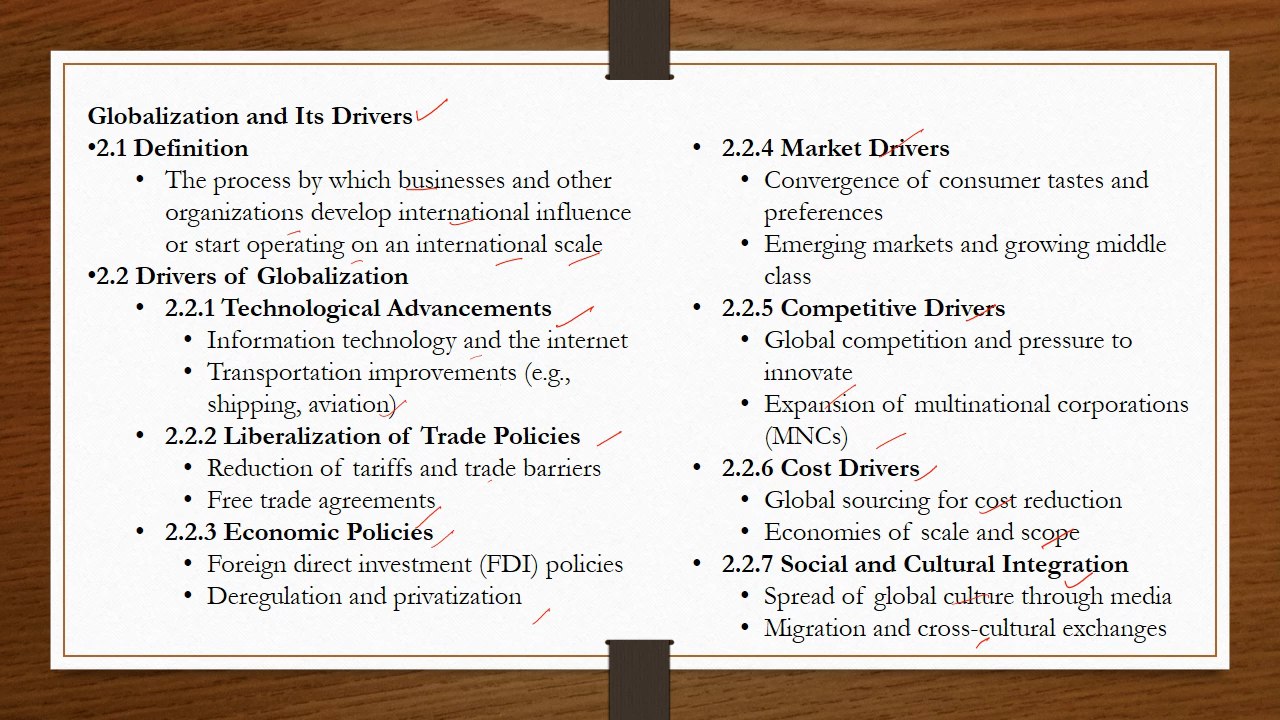 Globalization and Its Drivers
•2.1 Definition
• The process by which businesses and other
organizations develop international influence
or start operating on an international scale
•2.2 Drivers of Globalization
• 2.2.1 Technological Advancements
• Information technology and the internet
• Transportation improvements (e.g.,
shipping, aviation)
• 2.2.2 Liberalization of Trade Policies
• Reduction of tariffs and trade barriers
• Free trade agreements
• 2.2.3 Economic Policies
• Foreign direct investment (FDI) policies
• Deregulation and privatization
• 2.2.4 Market Drivers
• Convergence of consumer tastes and
preferences
• Emerging markets and growing middle
class
• 2.2.5 Competitive Drivers
• Global competition and pressure to
innovate
• Expansion of multinational corporations
(MNCs)
• 2.2.6 Cost Drivers
• Global sourcing for cost reduction
• Economies of scale and scope
• 2.2.7 Social and Cultural Integration
• Spread of global culture through media
• Migration and cross-cultural exchanges